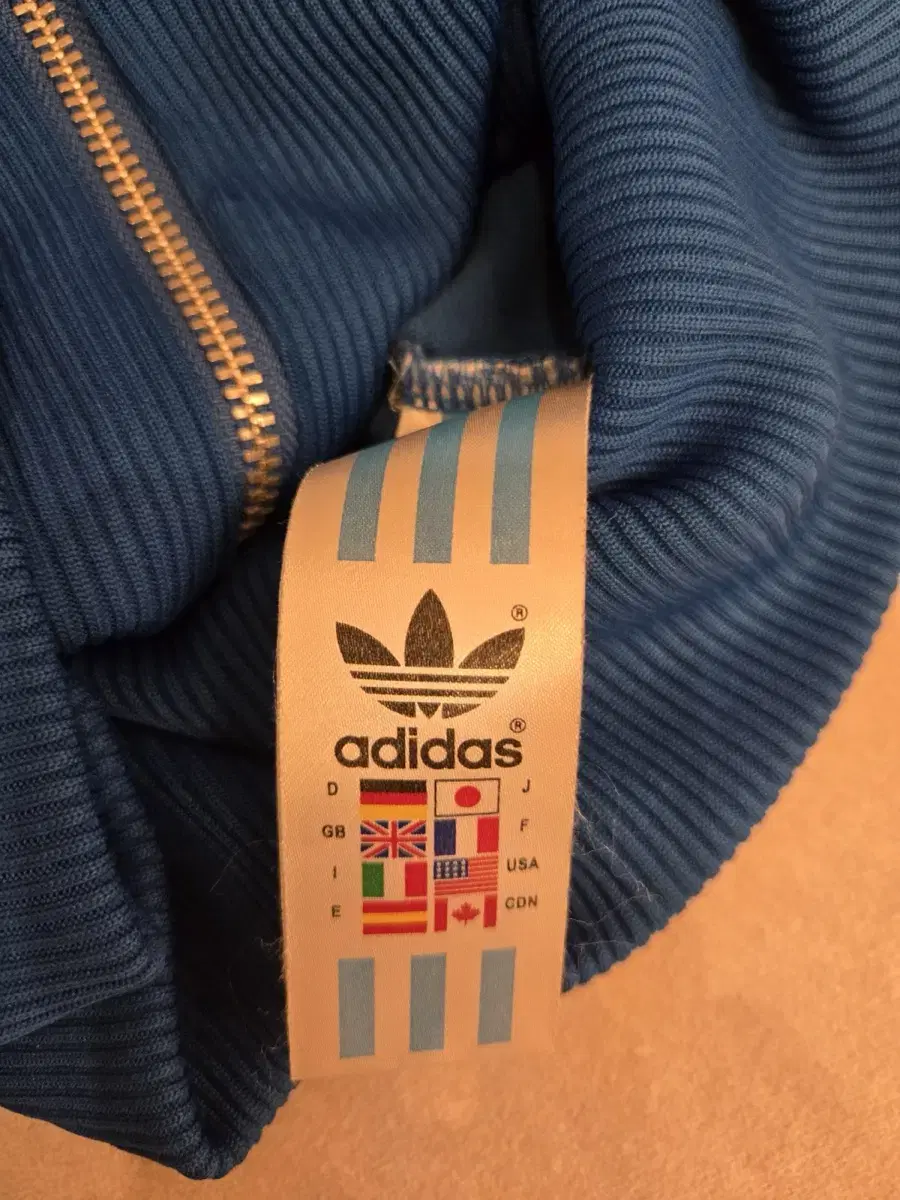 ®
adidas®
D J
GB F
I USA
E CDN